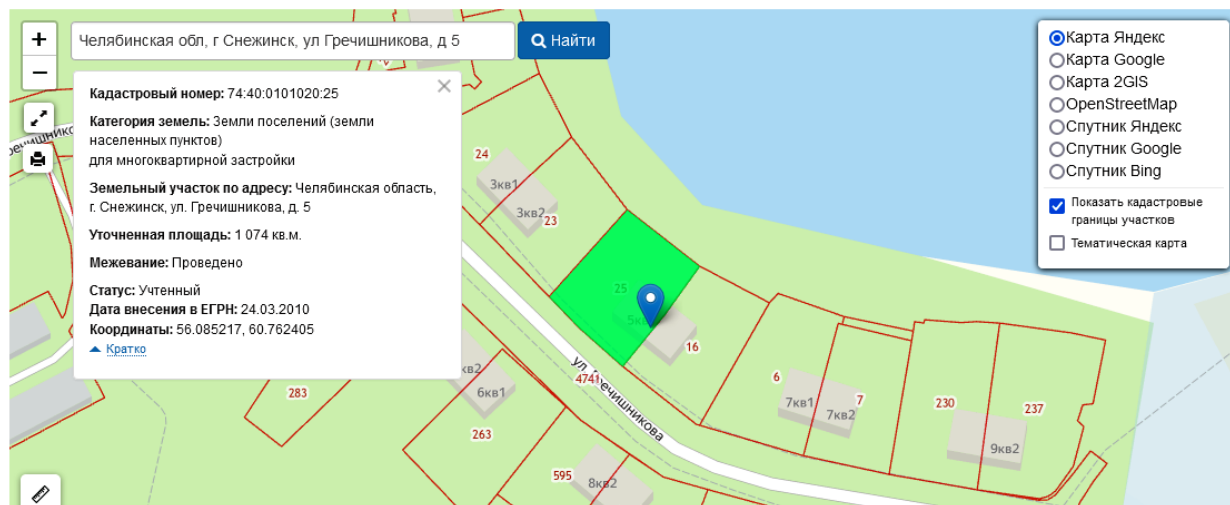 +
−
Челябинская обл, г Снежинск, ул Гречишникова, д 5
Найти
Кадастровый номер: 74:40:0101020:25
Категория земель: Земли поселений (земли
населенных пунктов)
для многоквартирной застройки
Земельный участок по адресу: Челябинская область,
г. Снежинск, ул. Гречишникова, д. 5
Уточненная площадь: 1 074 кв.м.
Межевание: Проведено
Статус: Учтенный
Дата внесения в ЕГРН: 24.03.2010
Координаты: 56.085217, 60.762405
Кратко
Карта Яндекс
Карта Google
Карта 2GIS
OpenStreetMap
Спутник Яндекс
Спутник Google
Спутник Bing
Показать кадастровые
границы участков
Тематическая карта
24
3кв1
3кв2
23
25
16
6
7
7кв1
7кв2
230
237
9кв2
ул. Гречишникова
4741
6кв1
283
263
595
8кв2